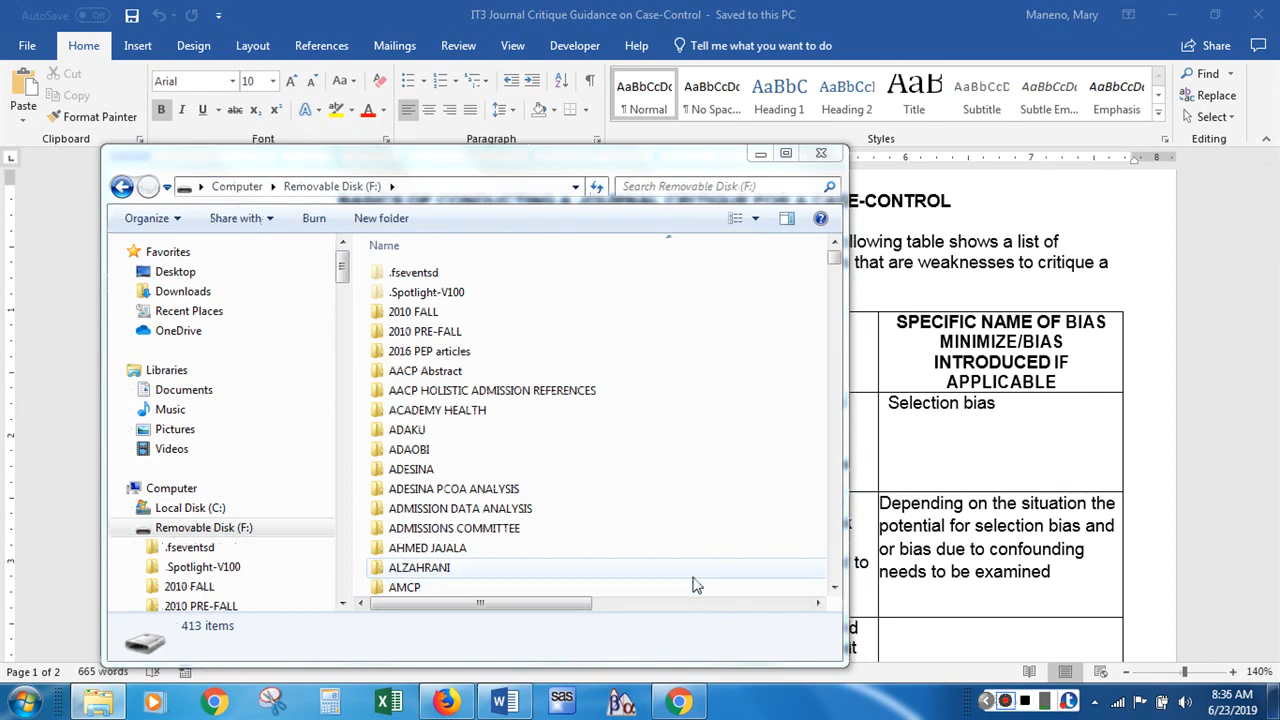 AutoSave Off
IT3 Journal Critique Guidance on Case-Control - Saved to this PC
Maneno, Mary
File Home Insert Design Layout References Mailings Review View Developer Help Tell me what you want to do Share
Paste
Cut
Copy
Format Painter
Clipboard
Arial 10
Font
Paragraph
AaBbCcDc AaBbCcDc AaBbC AaBbCcl AaB AaBbCcD AaBbCcDc AaBbCcDc
¶ Normal ¶ No Spac... Heading 1 Heading 2 Title Subtitle Subtle Em... Emphasis
Styles
Find
Replace
Select
Editing
6 7 8
Computer Removable Disk (F:)
Search Removable Disk (F:)
Organize Share with Burn New folder
Favorites
Desktop
Downloads
Recent Places
OneDrive
Libraries
Documents
Music
Pictures
Videos
Computer
Local Disk (C:)
Removable Disk (F:)
.fseventsd
.Spotlight-V100
2010 FALL
2010 PRE-FALL
Name
.fseventsd
.Spotlight-V100
2010 FALL
2010 PRE-FALL
2016 PEP articles
AACP Abstract
AACP HOLISTIC ADMISSION REFERENCES
ACADEMY HEALTH
ADAKU
ADAOBI
ADESINA
ADESINA PCOA ANALYSIS
ADMISSION DATA ANALYSIS
ADMISSIONS COMMITTEE
AHMED JAJALA
ALZAHRANI
AMCP
413 items
E-CONTROL
llowing table shows a list of
that are weaknesses to critique a
SPECIFIC NAME OF BIAS
MINIMIZE/BIAS
INTRODUCED IF
APPLICABLE
Selection bias
Depending on the situation the
potential for selection bias and
to or bias due to confounding
needs to be examined
d
it
Page 1 of 2 665 words
140%
8:36 AM
6/23/2019